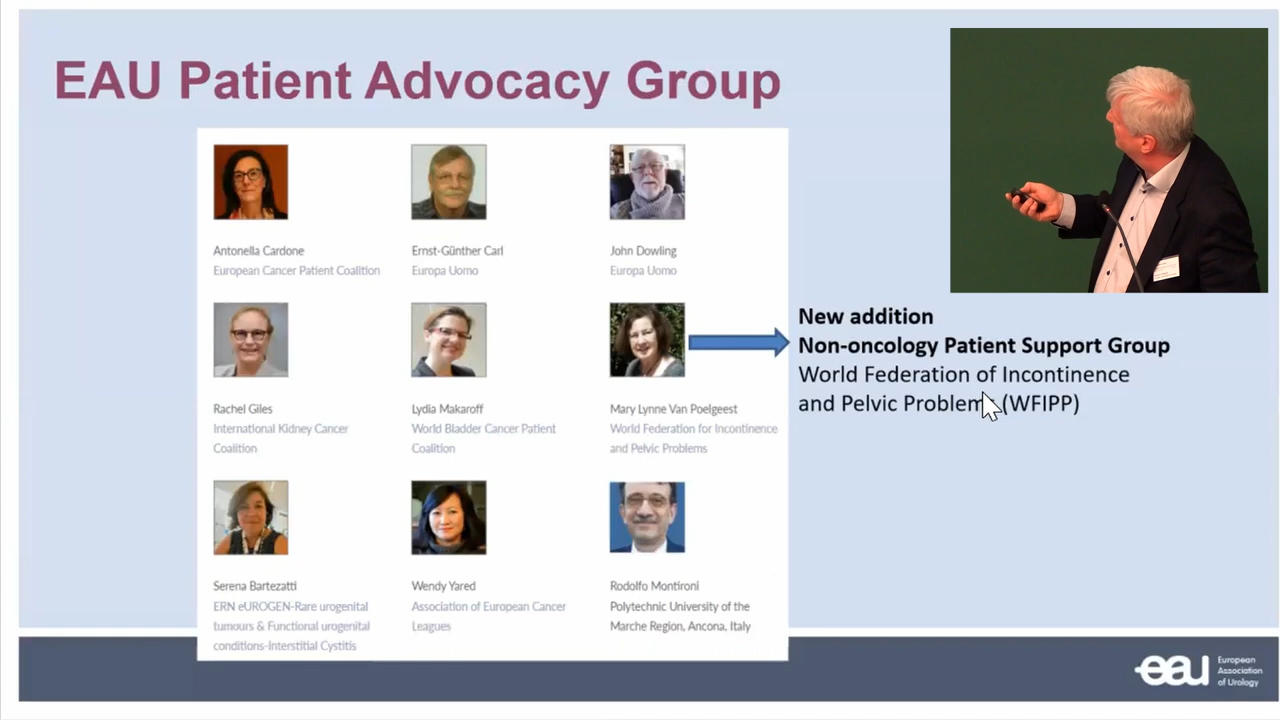 EAU Patient Advocacy Group
Antonella Cardone
European Cancer Patient Coalition
Ernst-Günther Carl
Europa Uomo
John Dowling
Europa Uomo
Rachel Giles
International Kidney Cancer
Coalition
Lydia Makaroff
World Bladder Cancer Patient
Coalition
Mary Lynne Van Poelgeest
World Federation for Incontinence
and Pelvic Problems
New addition
Non-oncology Patient Support Group
World Federation of Incontinence
and Pelvic Problem (WFIPP)
Serena Bartezatti
ERN eUROGEN-Rare urogenital
tumours & Functional urogenital
conditions-Interstitial Cystitis
Wendy Yared
Association of European Cancer
Leagues
Rodolfo Montironi
Polytechnic University of the
Marche Region, Ancona, Italy
eau
European
Association
of Urology